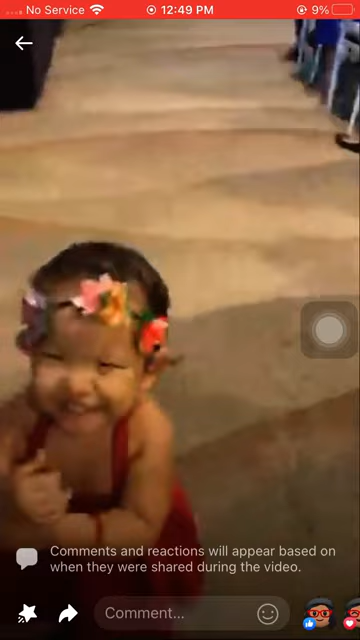 No Service 12:49 PM 9%
Comments and reactions will appear based on
when they were shared during the video.
Comment...